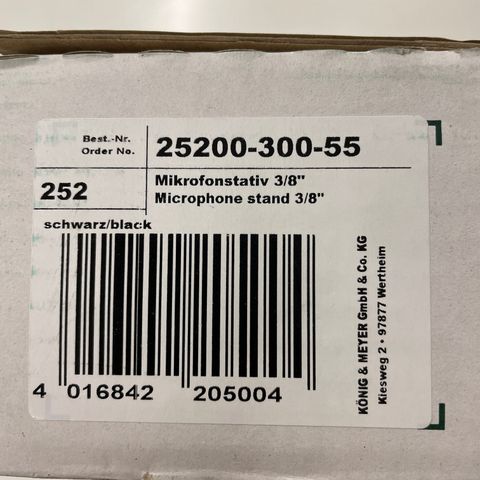 Best.-Nr.
Order No.
25200-300-55
252
Mikrofonstativ 3/8"
Microphone stand 3/8"
schwarz/black
4 016842 205004
KÖNIG & MEYER GmbH & Co. KG
Kiesweg 2 • 97877 Wertheim